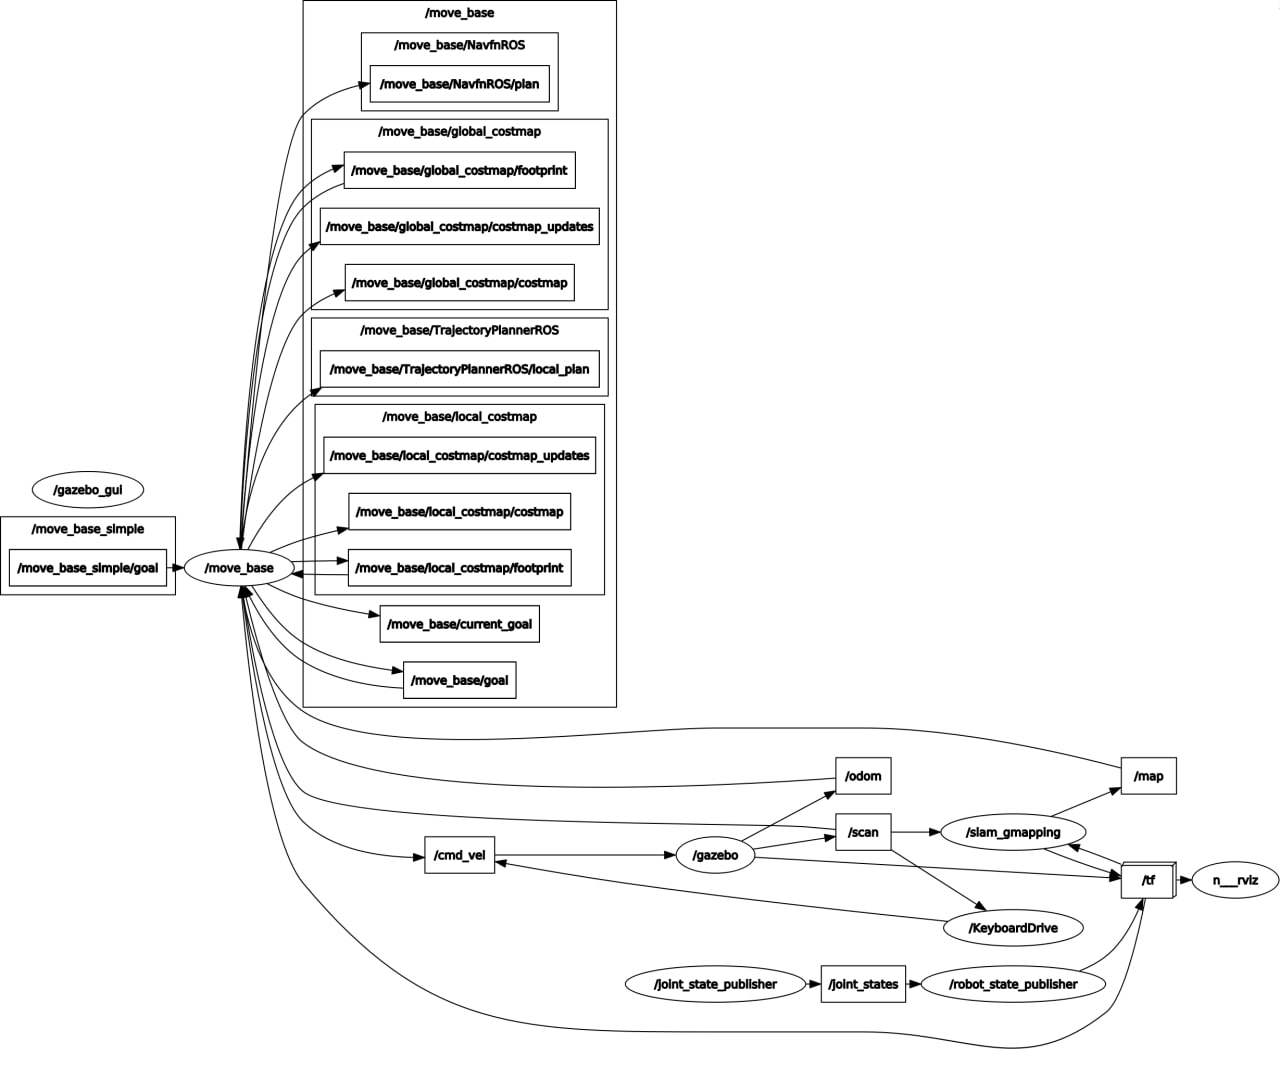 /move_base
/move_base/NavfnROS
/move_base/NavfnROS/plan
/move_base/global_costmap
/move_base/global_costmap/footprint
/move_base/global_costmap/costmap_updates
/move_base/global_costmap/costmap
/move_base/TrajectoryPlannerROS
/move_base/TrajectoryPlannerROS/local_plan
/move_base/local_costmap
/move_base/local_costmap/costmap_updates
/move_base/local_costmap/costmap
/move_base/local_costmap/footprint
/move_base/current_goal
/move_base/goal
/gazebo_gui
/move_base_simple
/move_base_simple/goal
/move_base
/odom
/map
/scan
/slam_gmapping
/cmd_vel
/gazebo
/tf
n__rviz
/KeyboardDrive
/joint_state_publisher
/joint_states
/robot_state_publisher